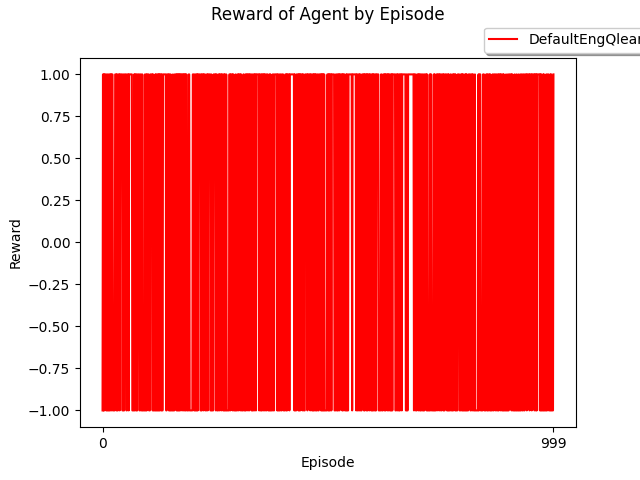 Reward of Agent by Episode
DefaultEngQlear
1.00
0.75
0.50
0.25
0.00
−0.25
−0.50
−0.75
−1.00
Reward
0 999
Episode